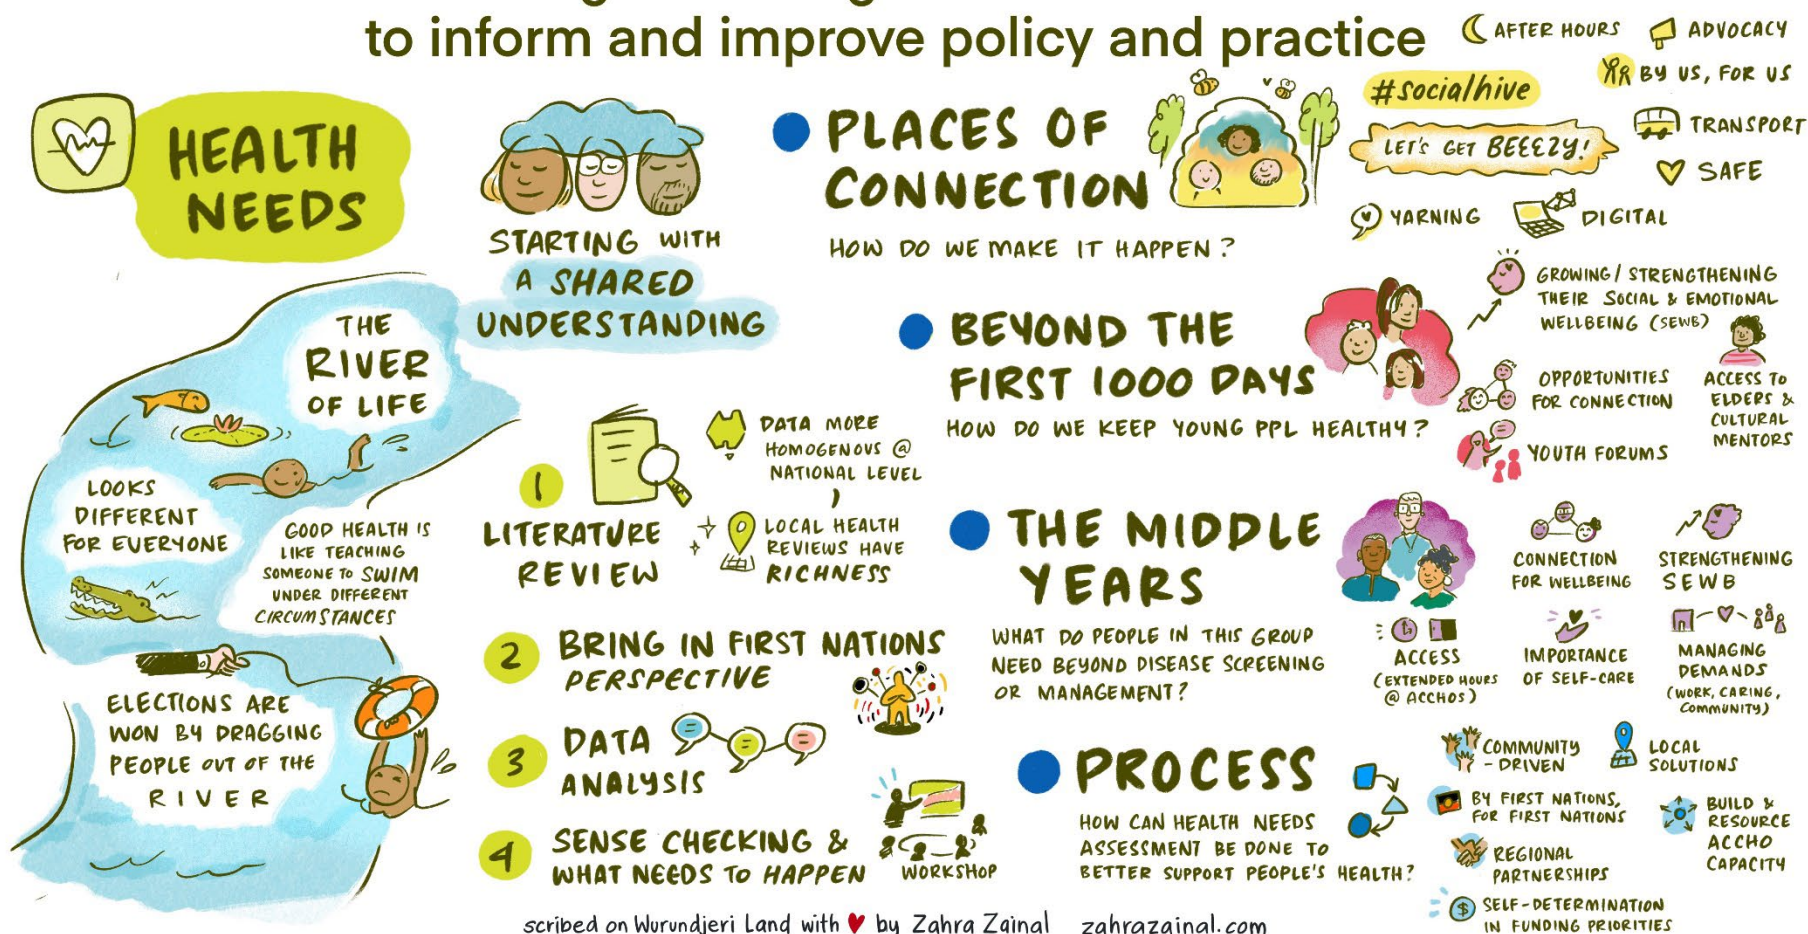 to inform and improve policy and practice
HEALTH
NEEDS
THE
RIVER
OF LIFE
LOOKS
DIFFERENT
FOR EVERYONE
GOOD HEALTH IS
LIKE TEACHING
SOMEONE TO SWIM
UNDER DIFFERENT
CIRCUMSTANCES
ELECTIONS ARE
WON BY DRAGGING
PEOPLE OUT OF THE
RIVER
STARTING WITH
A SHARED
UNDERSTANDING
1
LITERATURE
REVIEW
DATA MORE
HOMOGENOUS @
NATIONAL LEVEL
LOCAL HEALTH
REVIEWS HAVE
RICHNESS
2
BRING IN FIRST NATIONS
PERSPECTIVE
3
DATA
ANALYSIS
4
SENSE CHECKING &
WHAT NEEDS TO HAPPEN
WORKSHOP
PLACES OF
CONNECTION
HOW DO WE MAKE IT HAPPEN?
#socialhive
LET'S GET BEEEZY!
AFTER HOURS
ADVOCACY
BY US, FOR US
TRANSPORT
SAFE
YARNING
DIGITAL
BEYOND THE
FIRST 1000 DAYS
HOW DO WE KEEP YOUNG PPL HEALTHY?
GROWING/STRENGTHENING
THEIR SOCIAL & EMOTIONAL
WELLBEING (SEWB)
OPPORTUNITIES
FOR CONNECTION
ACCESS TO
ELDERS &
CULTURAL
MENTORS
YOUTH FORUMS
THE MIDDLE
YEARS
WHAT DO PEOPLE IN THIS GROUP
NEED BEYOND DISEASE SCREENING
OR MANAGEMENT?
CONNECTION
FOR WELLBEING
STRENGTHENING
SEWB
ACCESS
(EXTENDED HOURS
@ ACCHOS)
IMPORTANCE
OF SELF-CARE
MANAGING
DEMANDS
(WORK, CARING,
COMMUNITY)
PROCESS
HOW CAN HEALTH NEEDS
ASSESSMENT BE DONE TO
BETTER SUPPORT PEOPLE'S HEALTH?
COMMUNITY
-DRIVEN
LOCAL
SOLUTIONS
BY FIRST NATIONS,
FOR FIRST NATIONS
BUILD &
RESOURCE
ACCHO
CAPACITY
REGIONAL
PARTNERSHIPS
$
SELF-DETERMINATION
IN FUNDING PRIORITIES
scribed on Wurundjeri Land with ♥ by Zahra Zainal zahrazainal.com